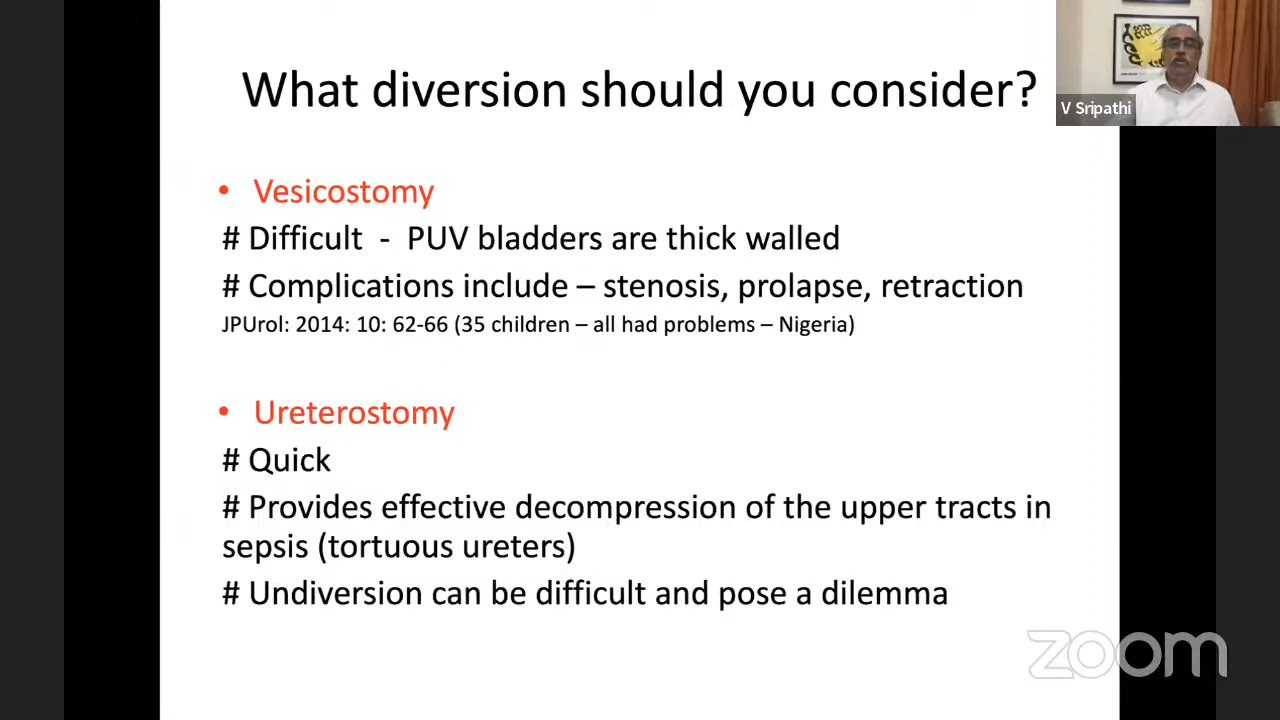 What diversion should you consider?
V Sripathi
• Vesicostomy
# Difficult - PUV bladders are thick walled
# Complications include – stenosis, prolapse, retraction
JPUrol: 2014: 10: 62-66 (35 children – all had problems – Nigeria)
• Ureterostomy
# Quick
# Provides effective decompression of the upper tracts in
sepsis (tortuous ureters)
# Undiversion can be difficult and pose a dilemma
zoom